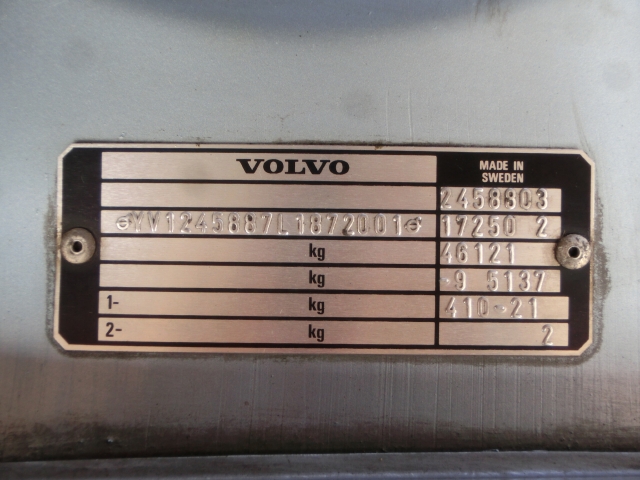 VOLVO
MADE IN
SWEDEN
2458803
YV1245887L1872001
17250 2
kg
46121
kg
-9 5137
1- kg
410-21
2- kg
2